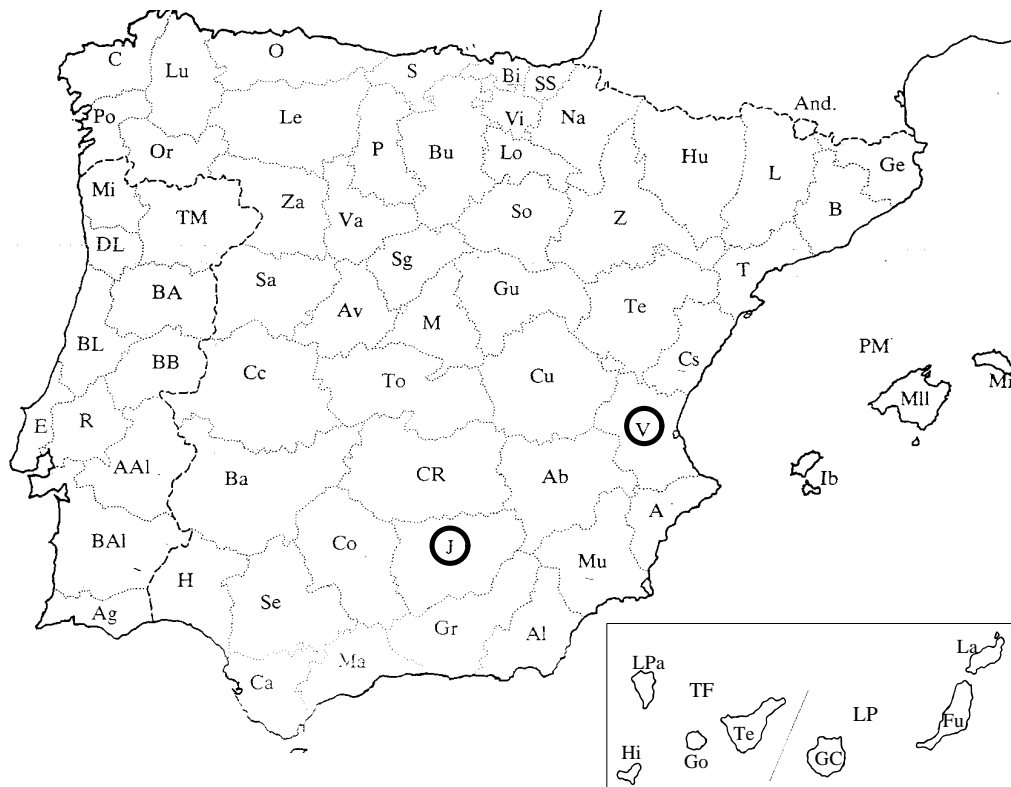 O
C
S
Lu
Bi
SS
And.
Po
Le
Vi
Na
P
Bu
Lo
Hu
Or
Ge
L
Mi
Za
So
B
TM
Va
Z
DL
Sg
T
BA
Sa
Gu
Te
Av
M
BL
PM
BB
Cc
To
Cu
Cs
Mll
Mi
E
R
V
AAl
Ba
CR
Ab
Ib
A
BAl
Co
J
Mu
H
Ag
Se
Gr
Al
Ma
Ca
La
LPa
TF
LP
Fu
Te
Hi
Go
GC